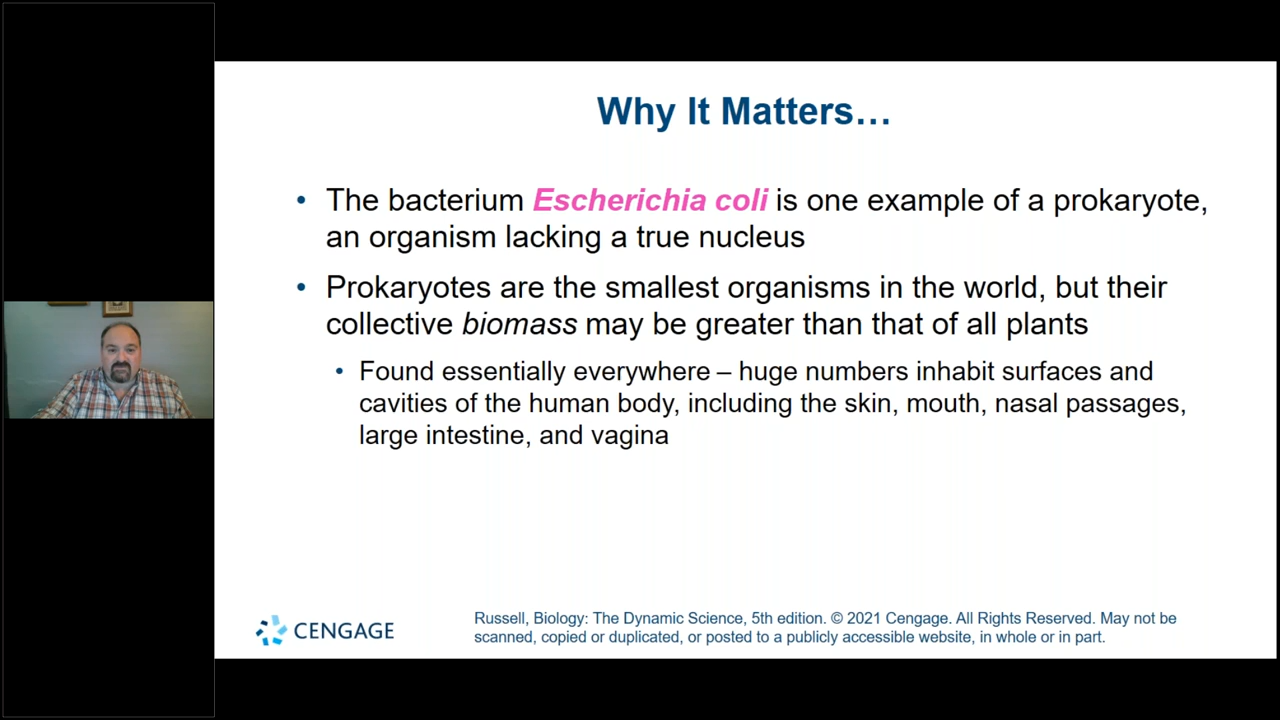 Why It Matters…
• The bacterium Escherichia coli is one example of a prokaryote,
an organism lacking a true nucleus
• Prokaryotes are the smallest organisms in the world, but their
collective biomass may be greater than that of all plants
• Found essentially everywhere – huge numbers inhabit surfaces and
cavities of the human body, including the skin, mouth, nasal passages,
large intestine, and vagina
CENGAGE
Russell, Biology: The Dynamic Science, 5th edition. © 2021 Cengage. All Rights Reserved. May not be
scanned, copied or duplicated, or posted to a publicly accessible website, in whole or in part.